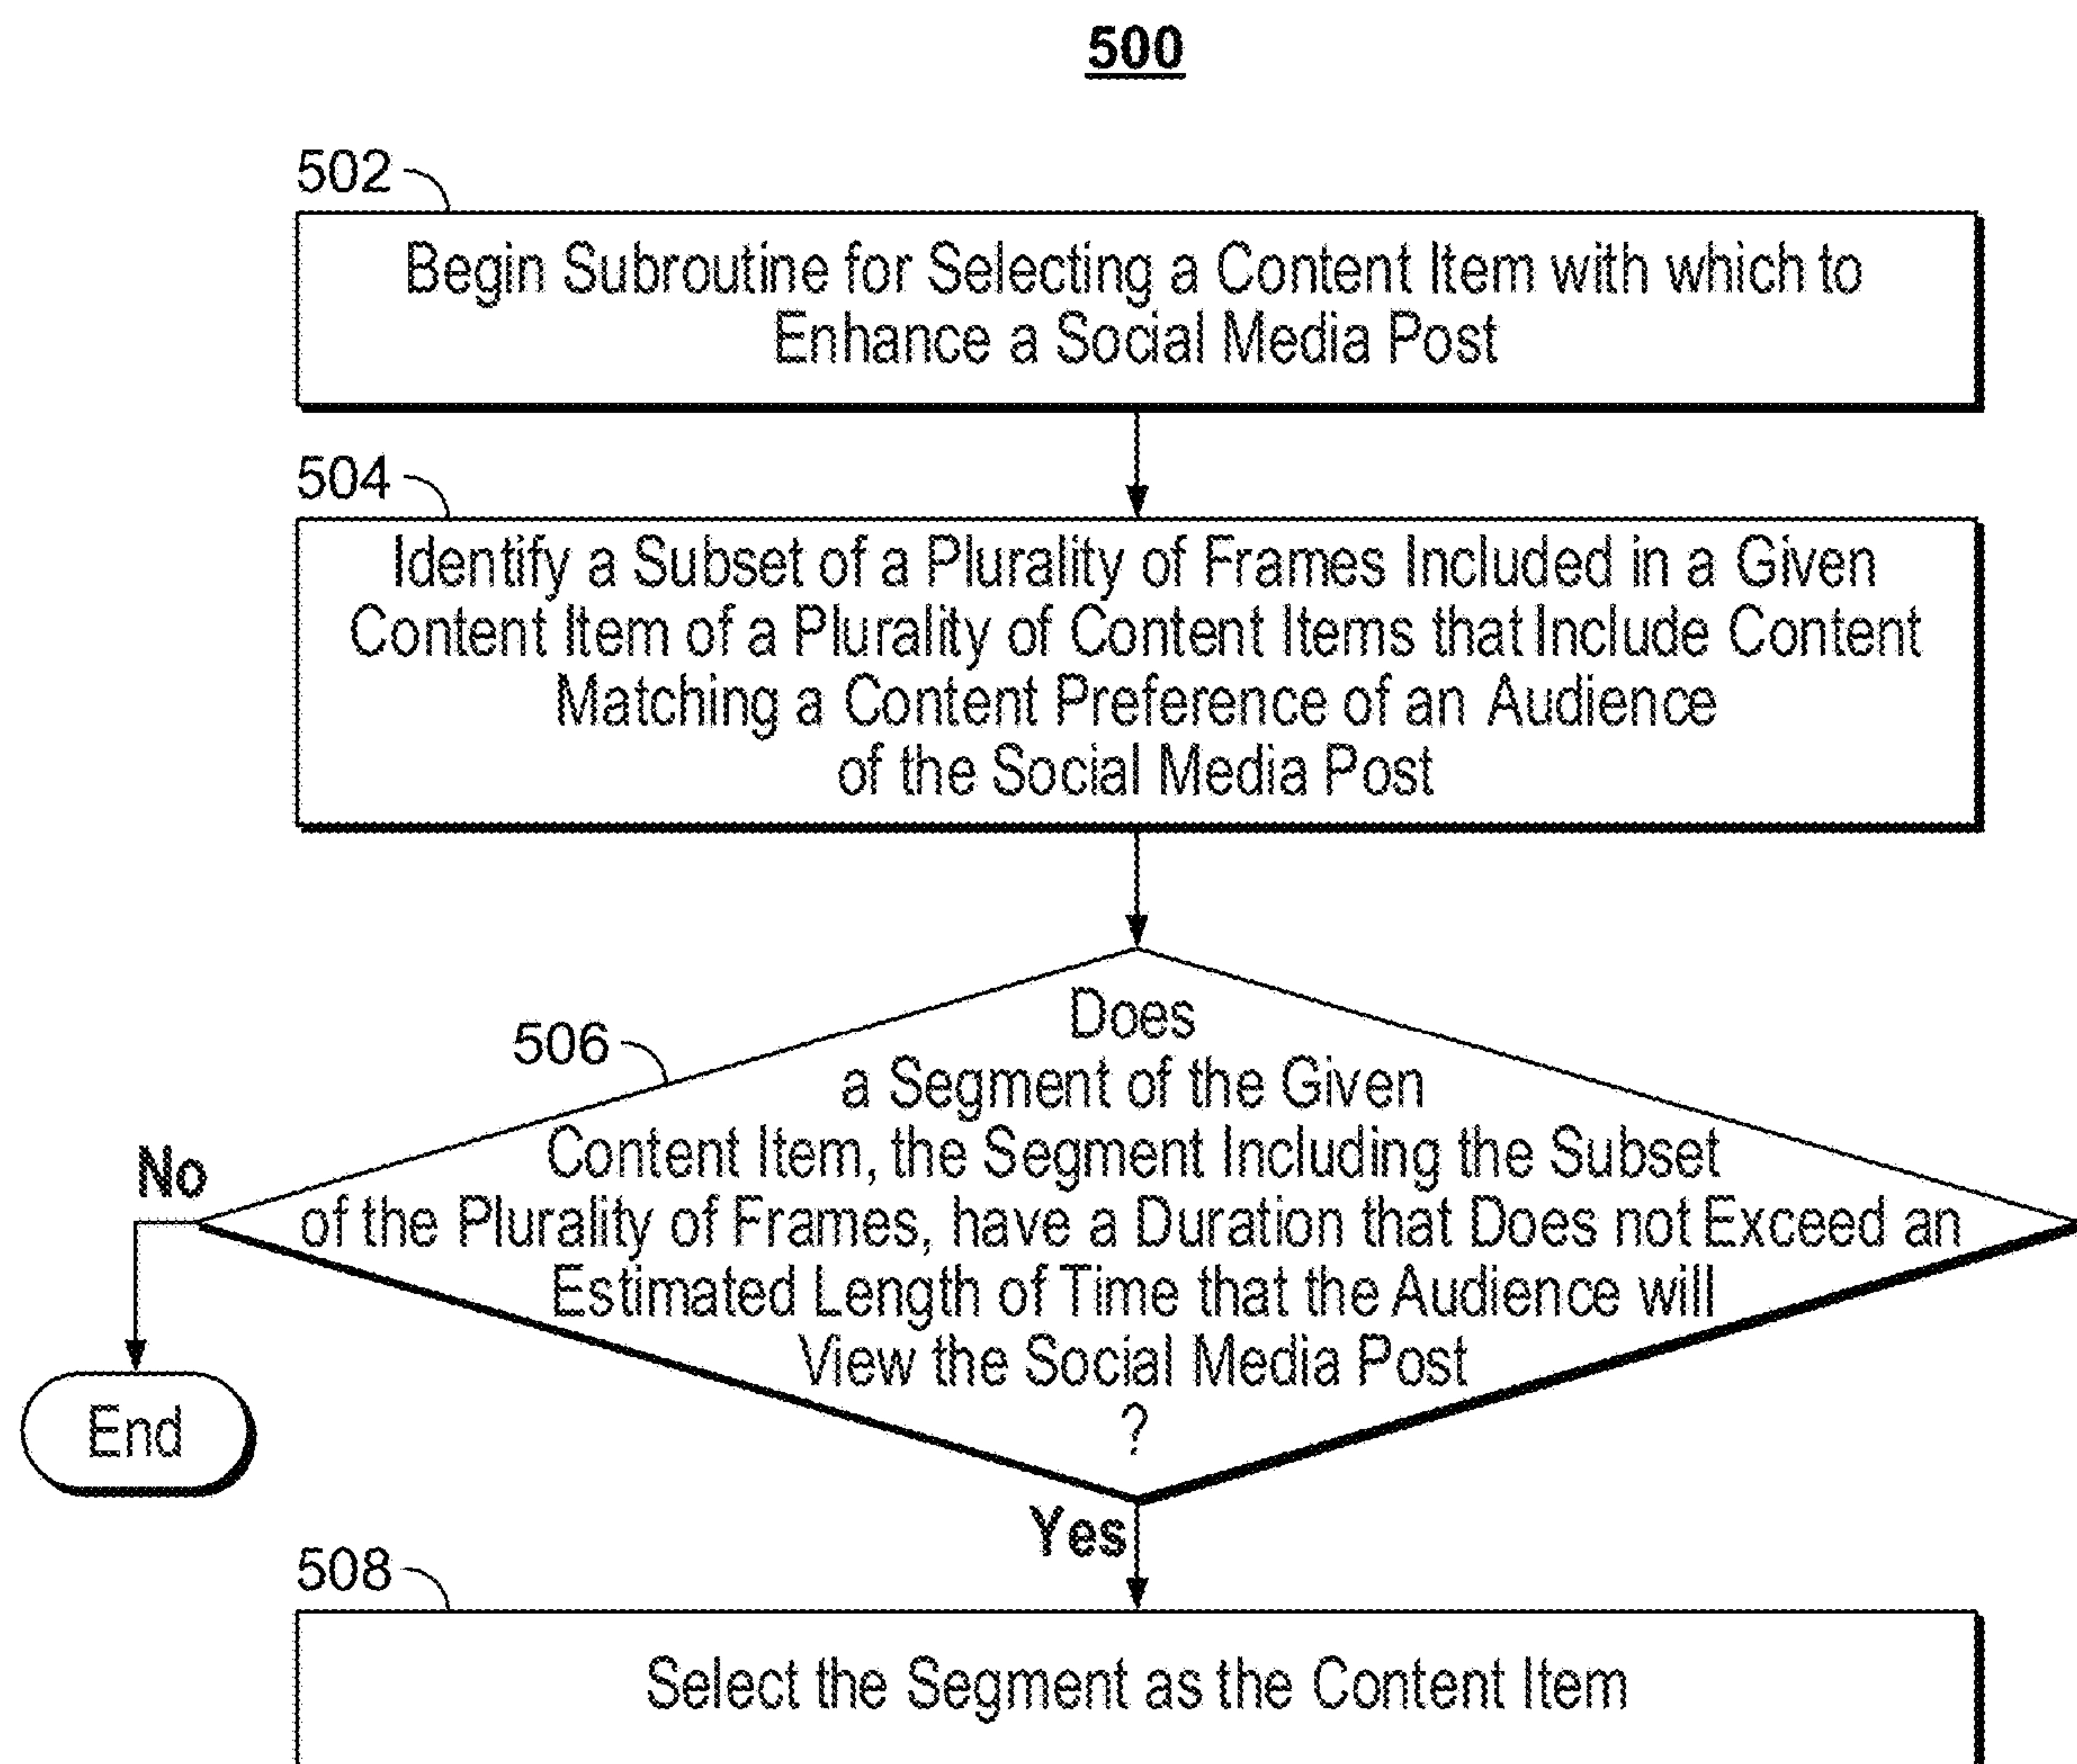 500
502
Begin Subroutine for Selecting a Content Item with which to
Enhance a Social Media Post
504
Identify a Subset of a Plurality of Frames Included in a Given
Content Item of a Plurality of Content Items that Include Content
Matching a Content Preference of an Audience
of the Social Media Post
506
Does
a Segment of the Given
Content Item, the Segment Including the Subset
of the Plurality of Frames, have a Duration that Does not Exceed an
Estimated Length of Time that the Audience will
View the Social Media Post
?
No
End
Yes
508
Select the Segment as the Content Item